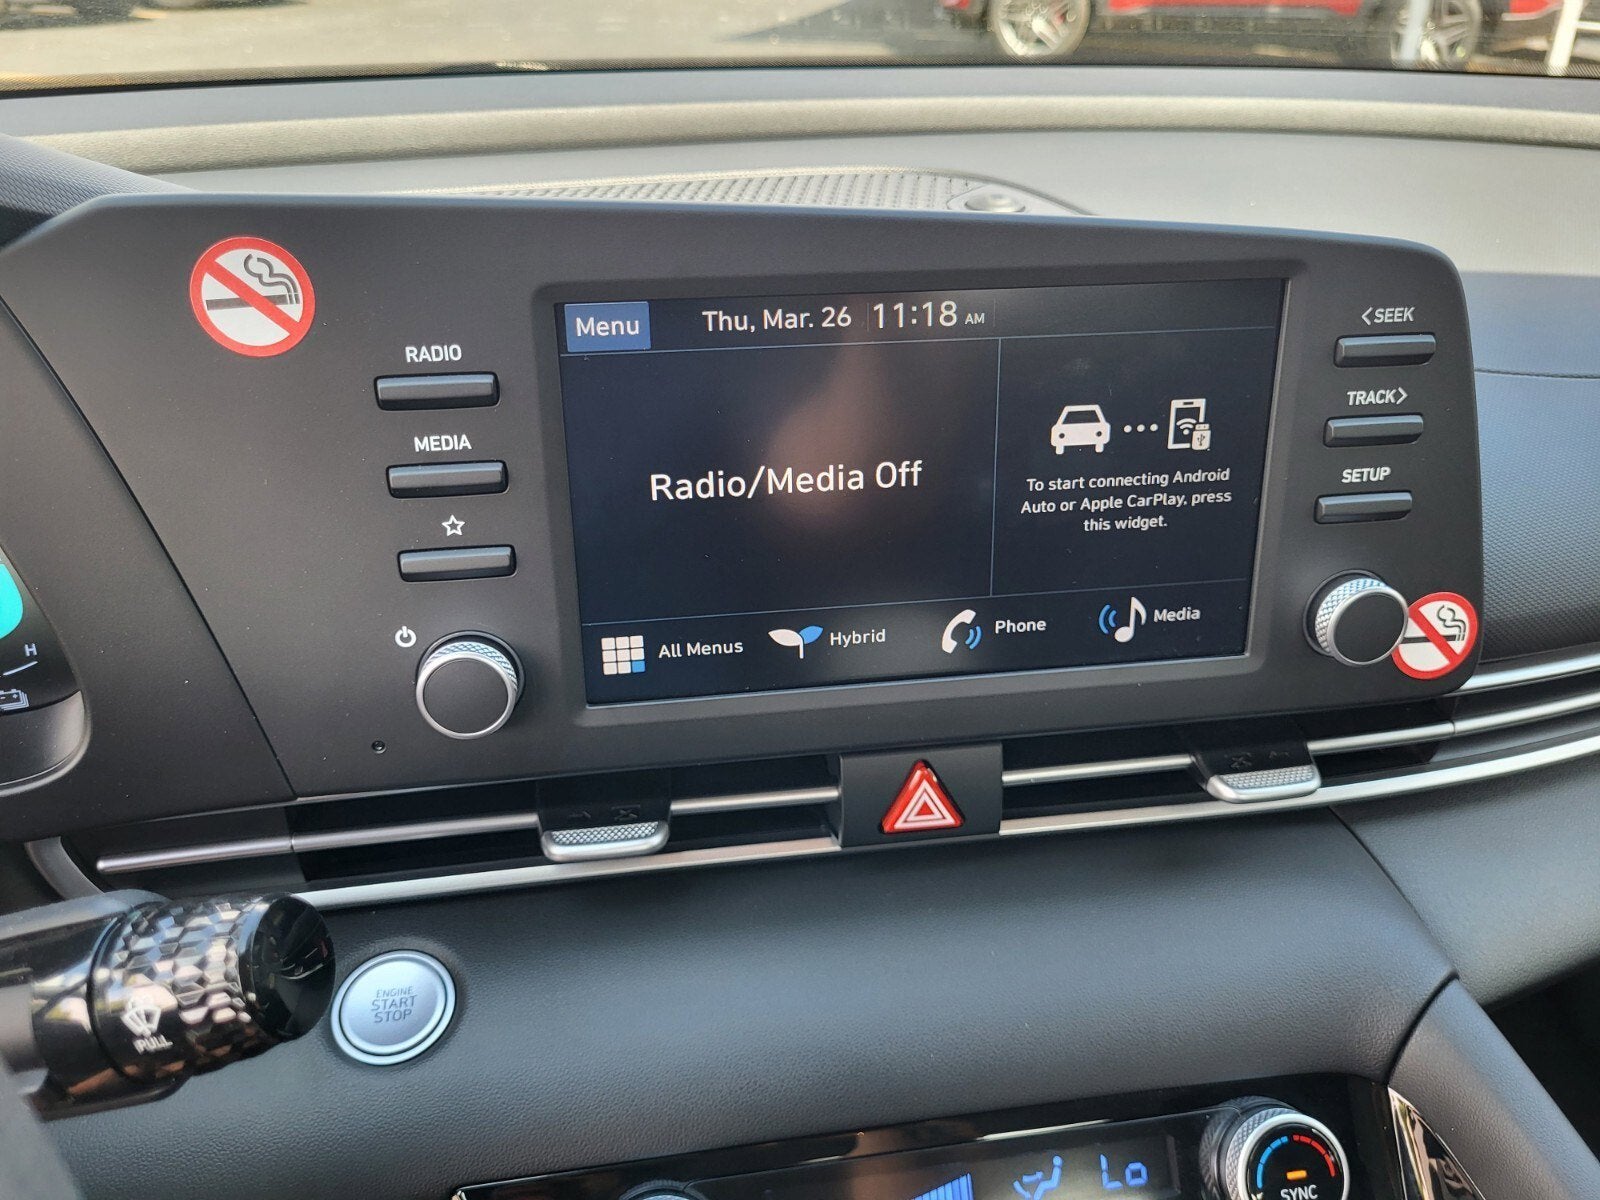 Menu
Thu, Mar. 26 11:18 AM
RADIO
MEDIA
Radio/Media Off
To start connecting Android
Auto or Apple CarPlay, press
this widget.
All Menus
Hybrid
Phone
Media
<SEEK
TRACK>
SETUP
H
ENGINE
START
STOP
PULL
Lo
SYNC